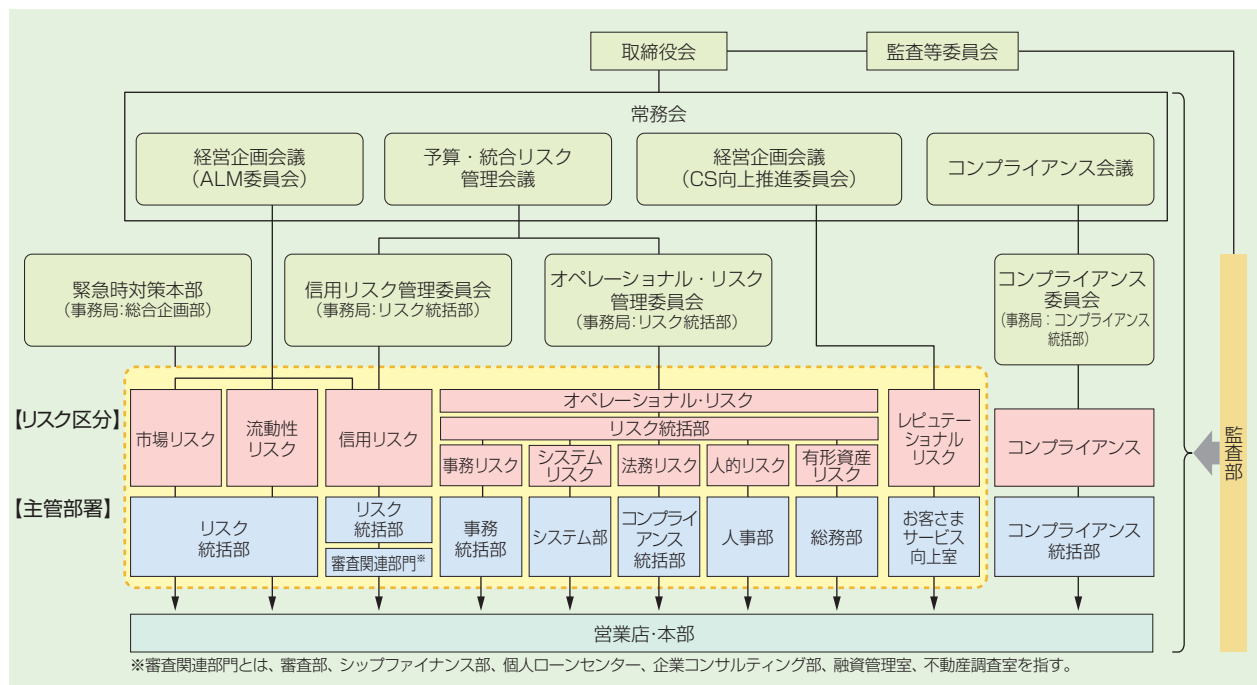 取締役会
監査等委員会
常務会
経営企画会議
（ALM委員会）
予算・統合リスク
管理会議
経営企画会議
（CS向上推進委員会）
コンプライアンス会議
緊急時対策本部
（事務局：総合企画部）
信用リスク管理委員会
（事務局：リスク統括部）
オペレーショナル・リスク
管理委員会
（事務局：リスク統括部）
コンプライアンス
委員会
（事務局：コンプライアンス
統括部）
【リスク区分】
市場リスク
流動性
リスク
信用リスク
オペレーショナル・リスク
リスク統括部
事務リスク
システム
リスク
法務リスク
人的リスク
有形資産
リスク
レピュテー
ショナル
リスク
コンプライアンス
監査部
【主管部署】
リスク
統括部
リスク
統括部
審査関連部門※
事務
統括部
システム部
コンプライ
アンス
統括部
人事部
総務部
お客さま
サービス
向上室
コンプライアンス
統括部
営業店・本部
※審査関連部門とは、審査部、シップファイナンス部、個人ローンセンター、企業コンサルティング部、融資管理室、不動産調査室を指す。